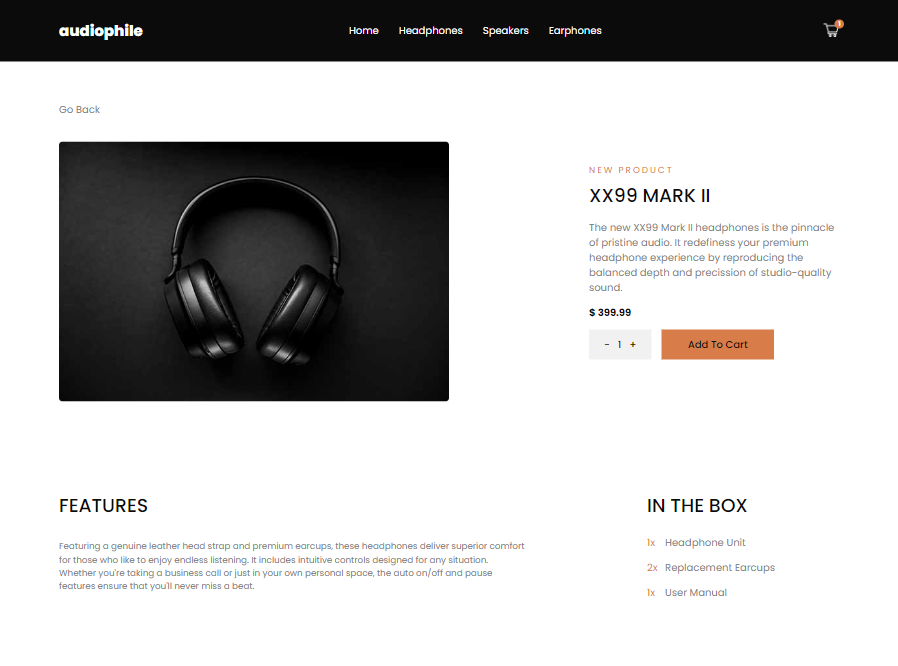 audiophile
Home Headphones Speakers Earphones
1
Go Back
NEW PRODUCT
XX99 MARK II
The new XX99 Mark II headphones is the pinnacle
of pristine audio. It redefiness your premium
headphone experience by reproducing the
balanced depth and precission of studio-quality
sound.
$ 399.99
- 1 +
Add To Cart
FEATURES
Featuring a genuine leather head strap and premium earcups, these headphones deliver superior comfort
for those who like to enjoy endless listening. It includes intuitive controls designed for any situation.
Whether you're taking a business call or just in your own personal space, the auto on/off and pause
features ensure that you'll never miss a beat.
IN THE BOX
1x Headphone Unit
2x Replacement Earcups
1x User Manual